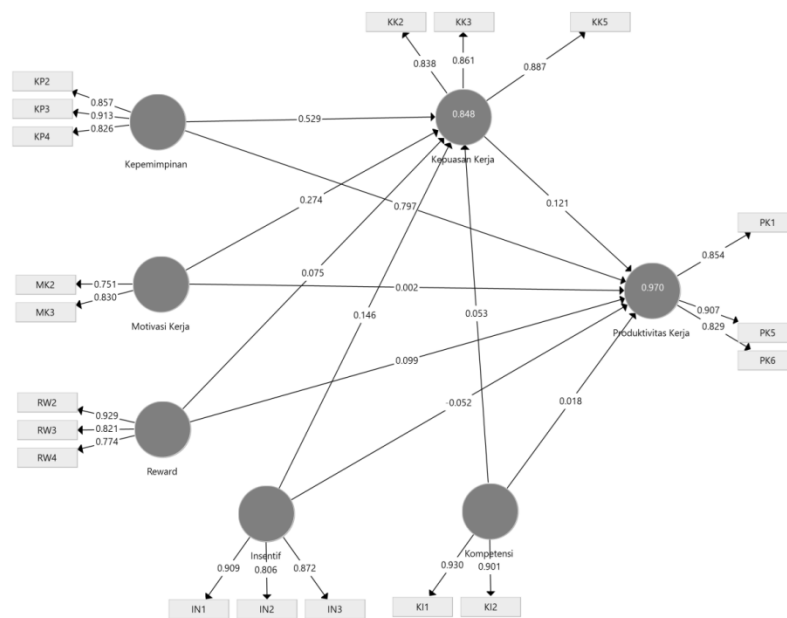 KK2
KK3
KK5
0.838
0.861
0.887
KP2
KP3
KP4
0.857
0.913
0.826
Kepemimpinan
0.529
0.848
Kepuasan Kerja
0.274
0.797
0.121
PK1
0.854
MK2
MK3
0.751
0.830
Motivasi Kerja
0.075
0.002
0.970
Produktivitas Kerja
0.907
0.829
PK5
PK6
0.146
0.053
0.099
RW2
RW3
RW4
0.929
0.821
0.774
Reward
-0.052
0.018
Insentif
Kompetensi
0.909
0.806
0.872
0.930
0.901
IN1
IN2
IN3
KI1
KI2